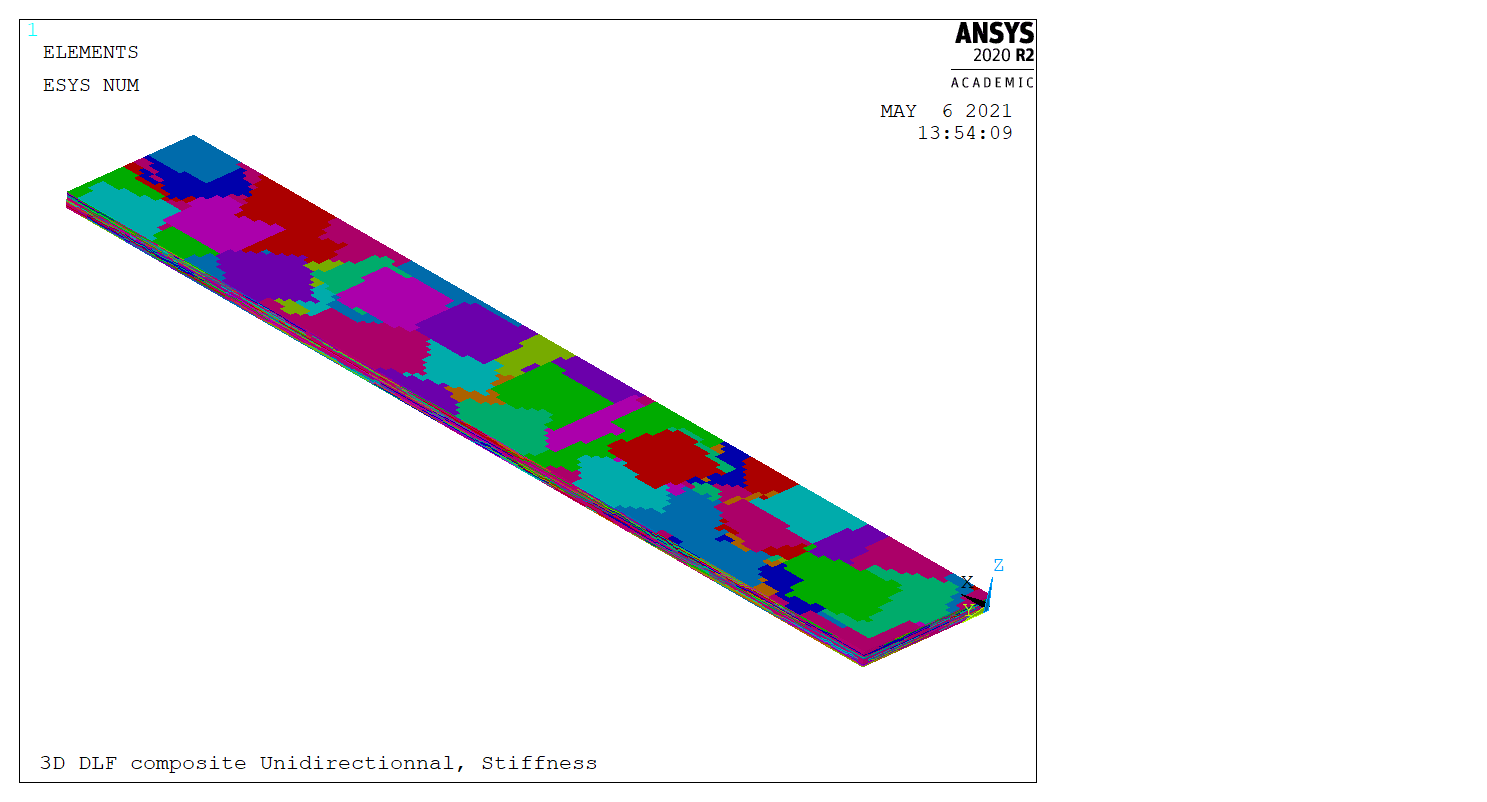 1
ELEMENTS
ESYS NUM
ANSYS
2020 R2
ACADEMIC
MAY  6 2021
13:54:09
Z
X
Y
3D DLF composite Unidirectionnal, Stiffness